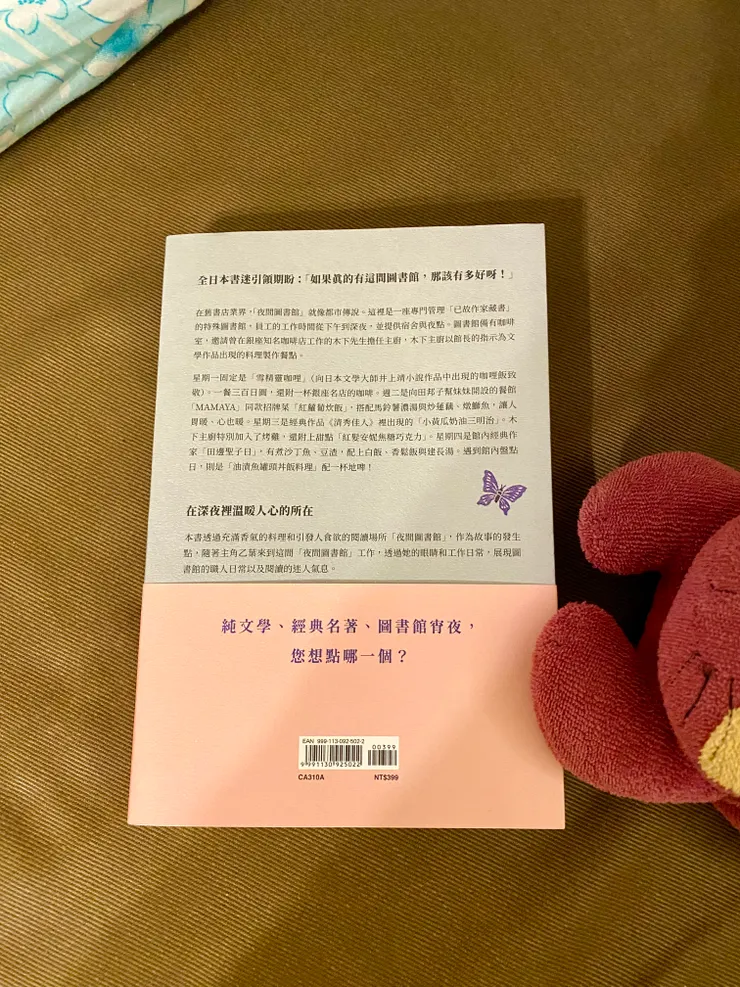 全日本書迷引領期盼:「如果真的有這間圖書館,那該有多好呀!」
在舊書店業界,「夜間圖書館」就像都市傳說。這裡是一座專門管理「已故作家藏書」
的特殊圖書館,員工的工作時間從下午到深夜,並提供宿舍與夜點。圖書館備有咖啡
室,邀請曾在銀座知名咖啡店工作的木下先生擔任主廚,木下主廚以館長的指示為文
學作品出現的料理製作餐點。
星期一固定是「雪精靈咖哩」(向日本文學大師井上靖小說作品中出現的咖哩飯致
敬)。一餐三百日圓,還附一杯銀座名店的咖啡。週二是向田邦子幫妹妹開設的餐館
「MAMAYA」同款招牌菜「紅蘿蔔炊飯」,搭配馬鈴薯濃湯與炒蓮藕、燉鰤魚,讓人
胃暖、心也暖。星期三是經典作品《清秀佳人》裡出現的「小黃瓜奶油三明治」。木
下主廚特別加入了烤雞,還附上甜點「紅髮安妮焦糖巧克力」。星期四是館內經典作
家「田邊聖子日」,有煮沙丁魚、豆渣,配上白飯、香鬆飯與建長湯。遇到館內盤點
日,則是「油漬魚罐頭丼飯料理」配一杯地啤!
在深夜裡溫暖人心的所在
本書透過充滿香氣的料理和引發人食欲的閱讀場所「夜間圖書館」,作為故事的發生
點,隨著主角乙葉來到這間「夜間圖書館」工作,透過她的眼睛和工作日常,展現圖
書館的職人日常以及閱讀的迷人氣息。
純文學、經典名著、圖書館宵夜,
您想點哪一個?
EAN 999-113-092-502-2
00399
9 991130 925022
CA310A NT$399